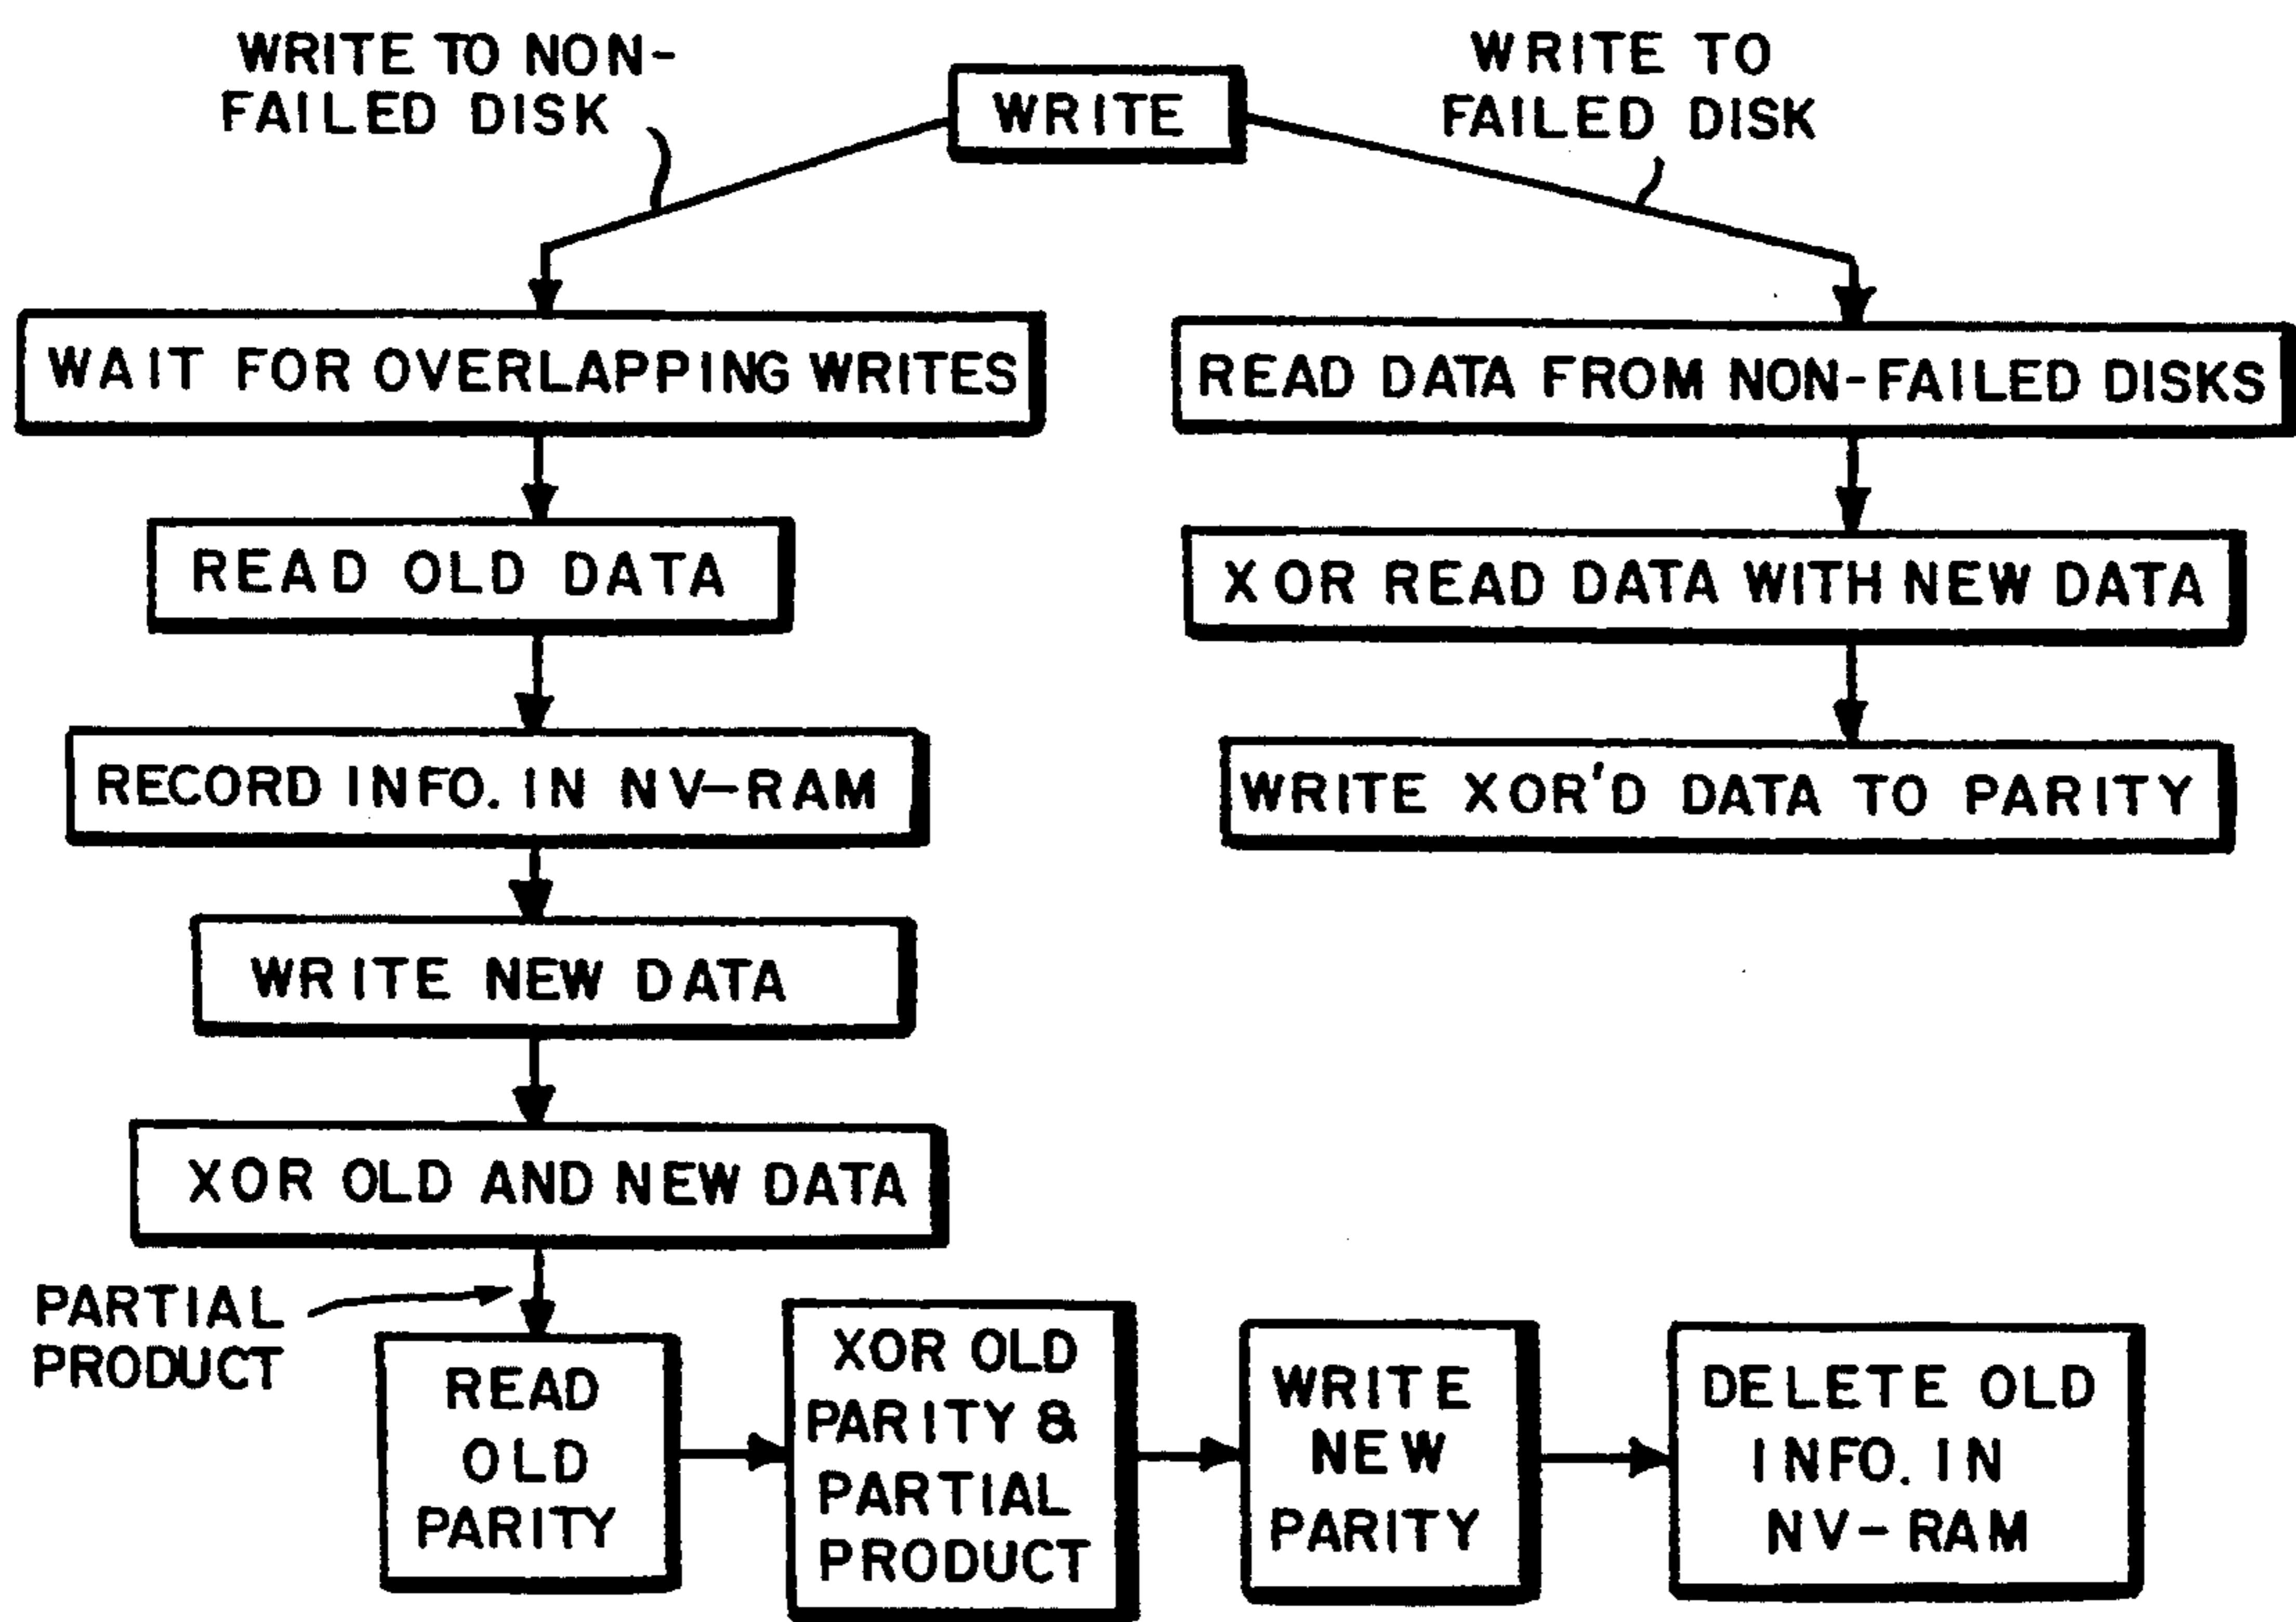 WRITE TO NON-
FAILED DISK
WRITE
WRITE TO
FAILED DISK
WAIT FOR OVERLAPPING WRITES
READ OLD DATA
RECORD INFO. IN NV-RAM
WRITE NEW DATA
XOR OLD AND NEW DATA
PARTIAL
PRODUCT
READ
OLD
PARITY
XOR OLD
PARITY &
PARTIAL
PRODUCT
WRITE
NEW
PARITY
DELETE OLD
INFO. IN
NV-RAM
READ DATA FROM NON-FAILED DISKS
XOR READ DATA WITH NEW DATA
WRITE XOR'D DATA TO PARITY